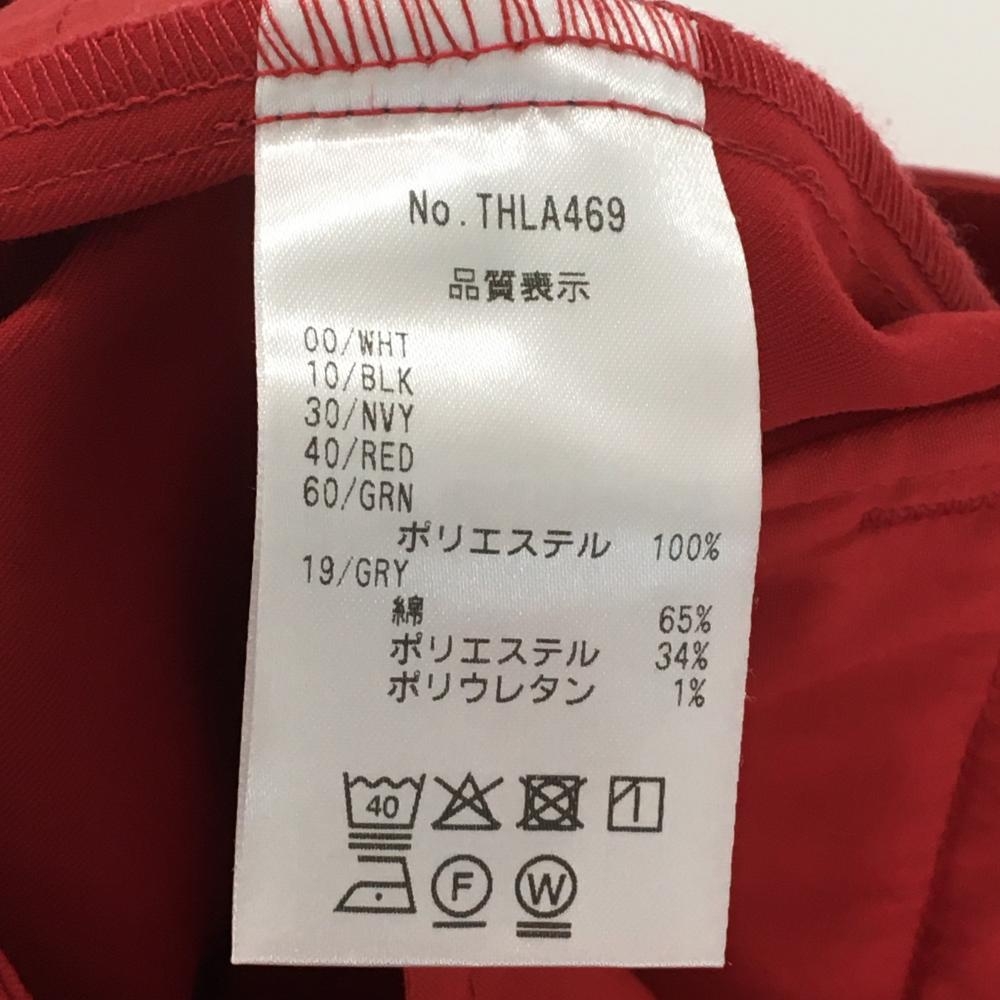 No.THLA469
品質表示
00/WHT
10/BLK
30/NVY
40/RED
60/GRN
ポリエステル 100%
19/GRY
綿 65%
ポリエステル 34%
ポリウレタン 1%
40
F W